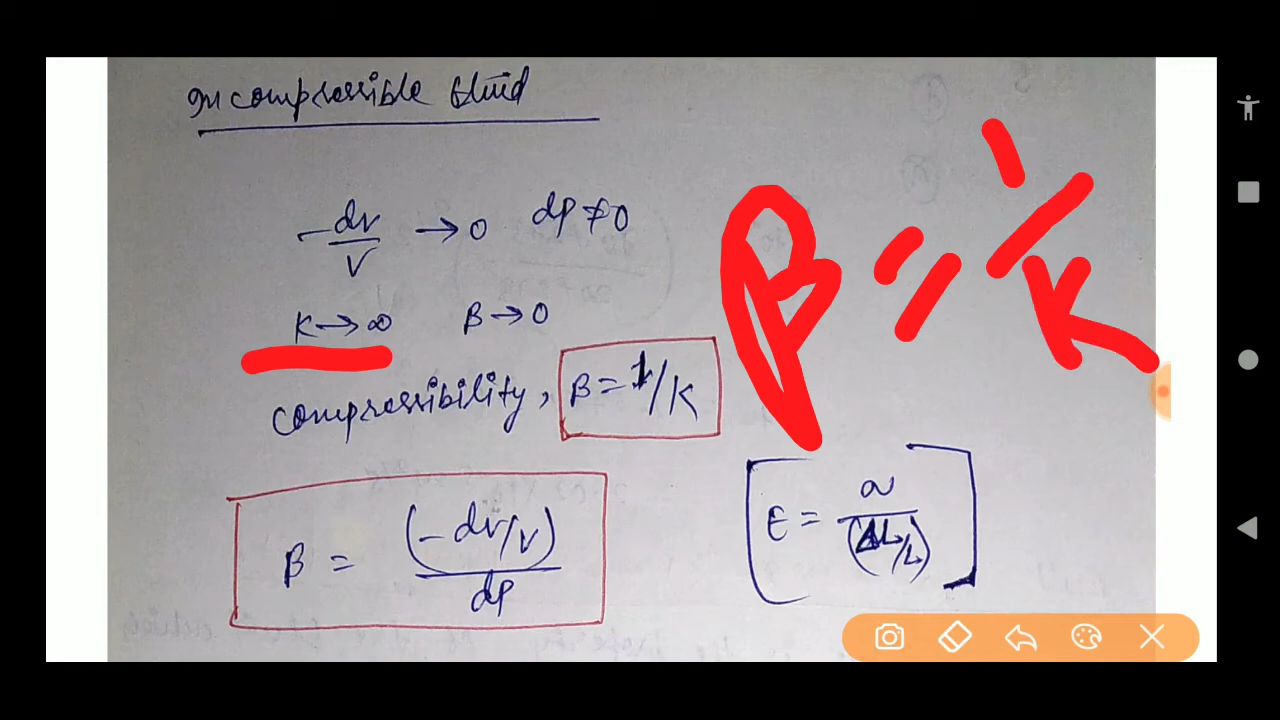 Incompressible fluid
-dv/v → 0 dp ≠ 0
K → ∞ β → 0
β = 1/K
compressibility, β = 1/K
β = (-dv/v)/dp
E = σ/(ΔL/L)